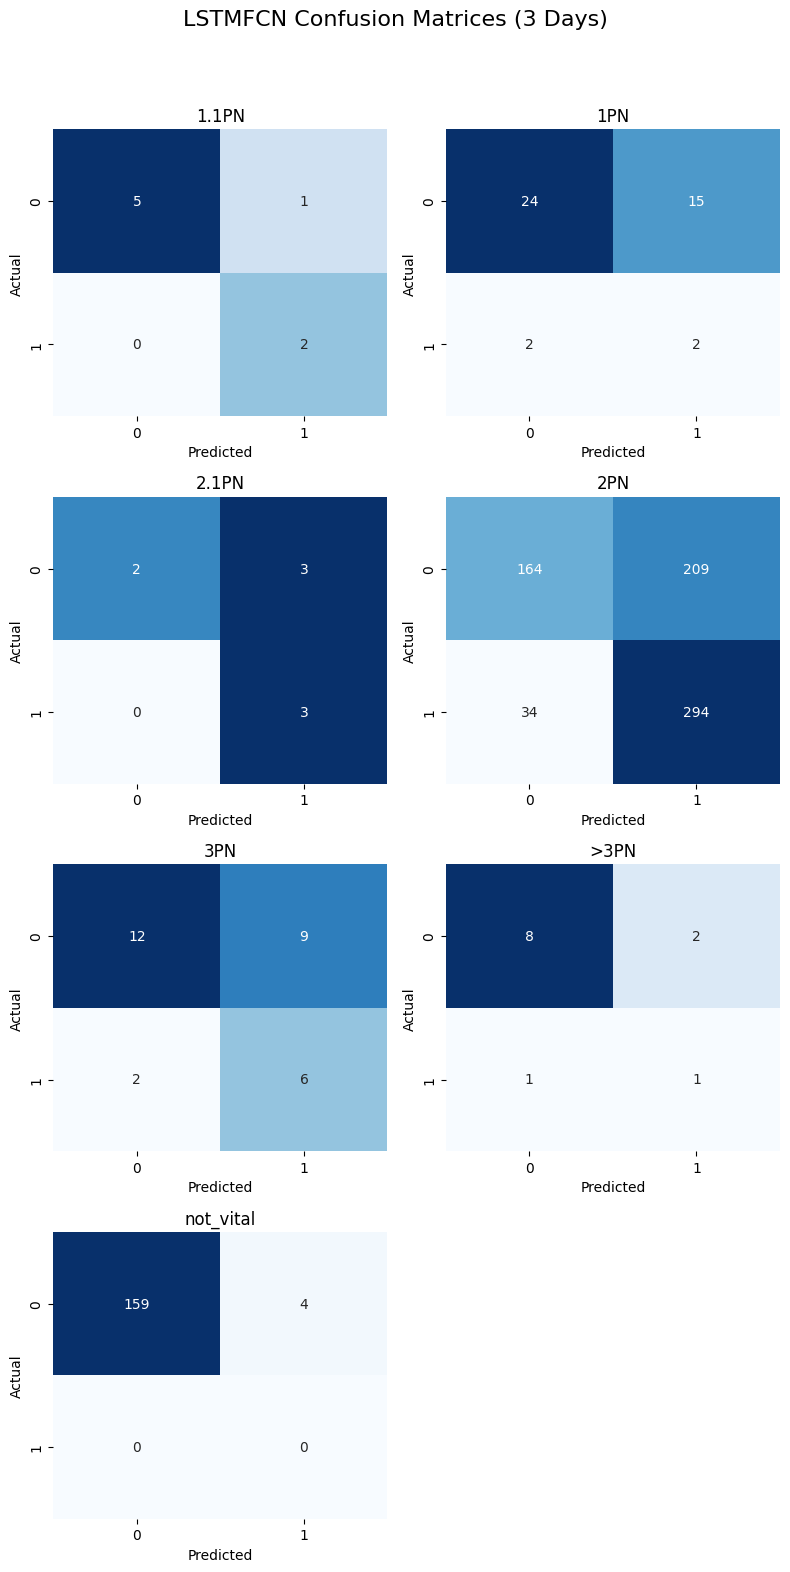 LSTMFCN Confusion Matrices (3 Days)
1.1PN
0
5
1
Actual
1
0
2
0
1
Predicted
1PN
0
24
15
Actual
1
2
2
0
1
Predicted
2.1PN
0
2
3
Actual
1
0
3
0
1
Predicted
2PN
0
164
209
Actual
1
34
294
0
1
Predicted
3PN
0
12
9
Actual
1
2
6
0
1
Predicted
>3PN
0
8
2
Actual
1
1
1
0
1
Predicted
not_vital
0
159
4
Actual
1
0
0
0
1
Predicted